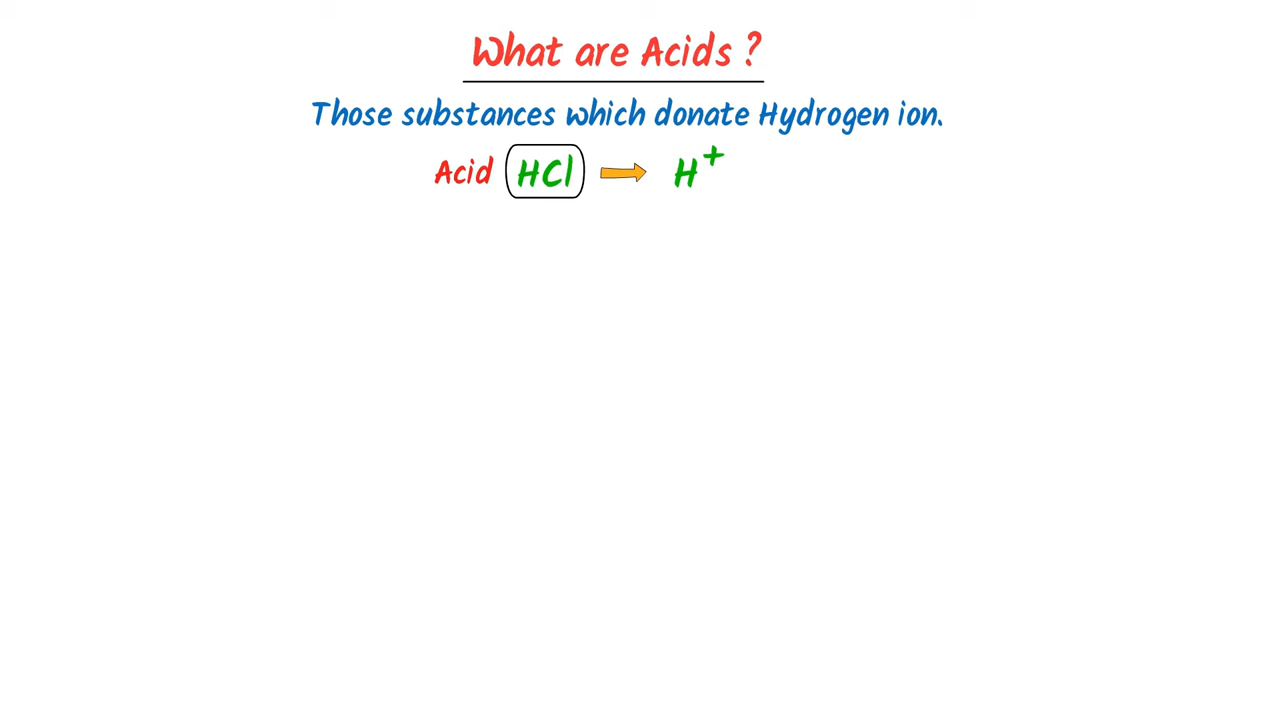 What are Acids ?
Those substances which donate Hydrogen ion.
Acid HCl → H⁺